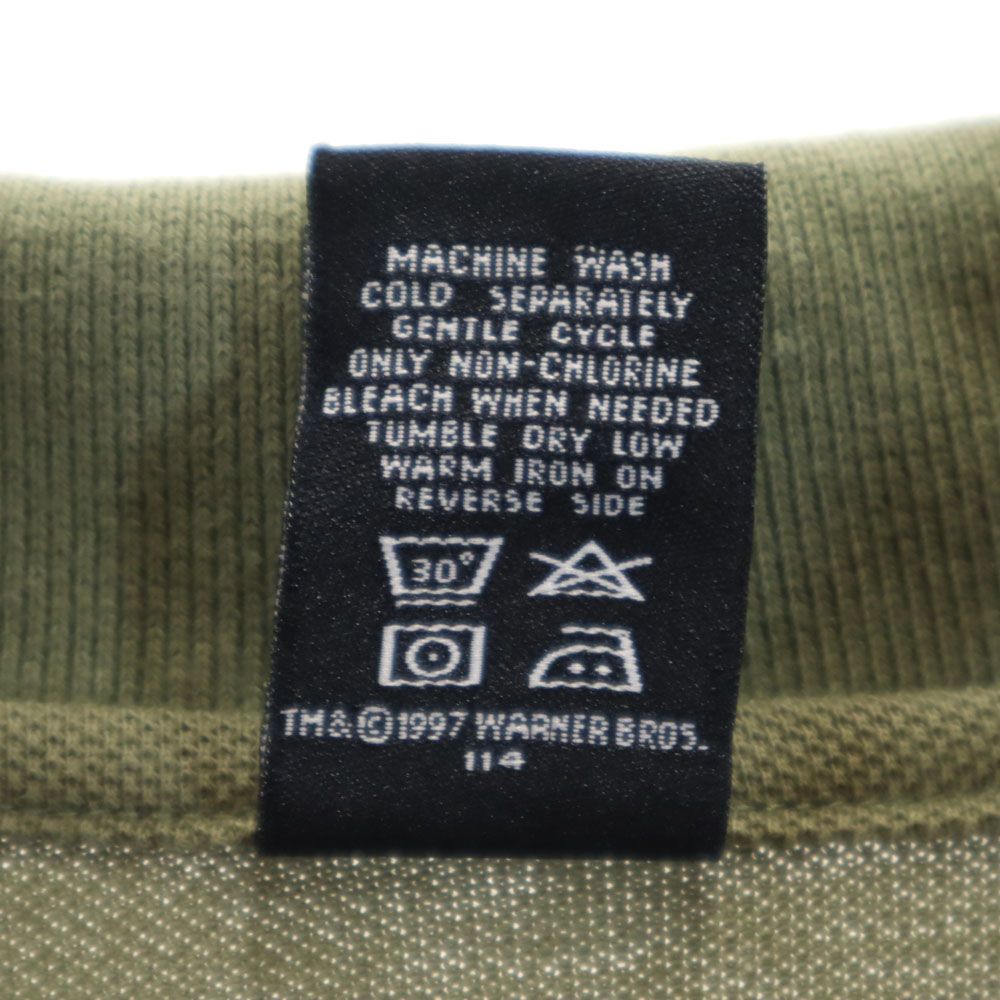 MACHINE WASH
COLD SEPARATELY
GENTLE CYCLE
ONLY NON-CHLORINE
BLEACH WHEN NEEDED
TUMBLE DRY LOW
WARM IRON ON
REVERSE SIDE
30°
TM&©1997 WARNER BROS.
114